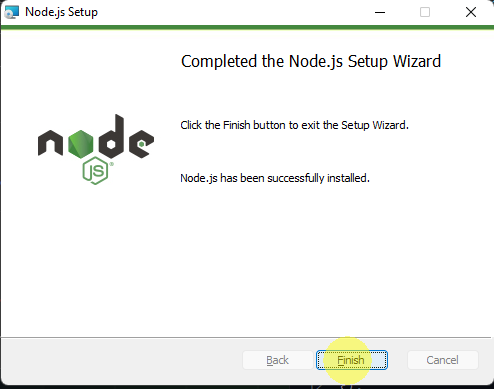 Node.js Setup
Completed the Node.js Setup Wizard
Click the Finish button to exit the Setup Wizard.
node
JS
Node.js has been successfully installed.
Back
Finish
Cancel